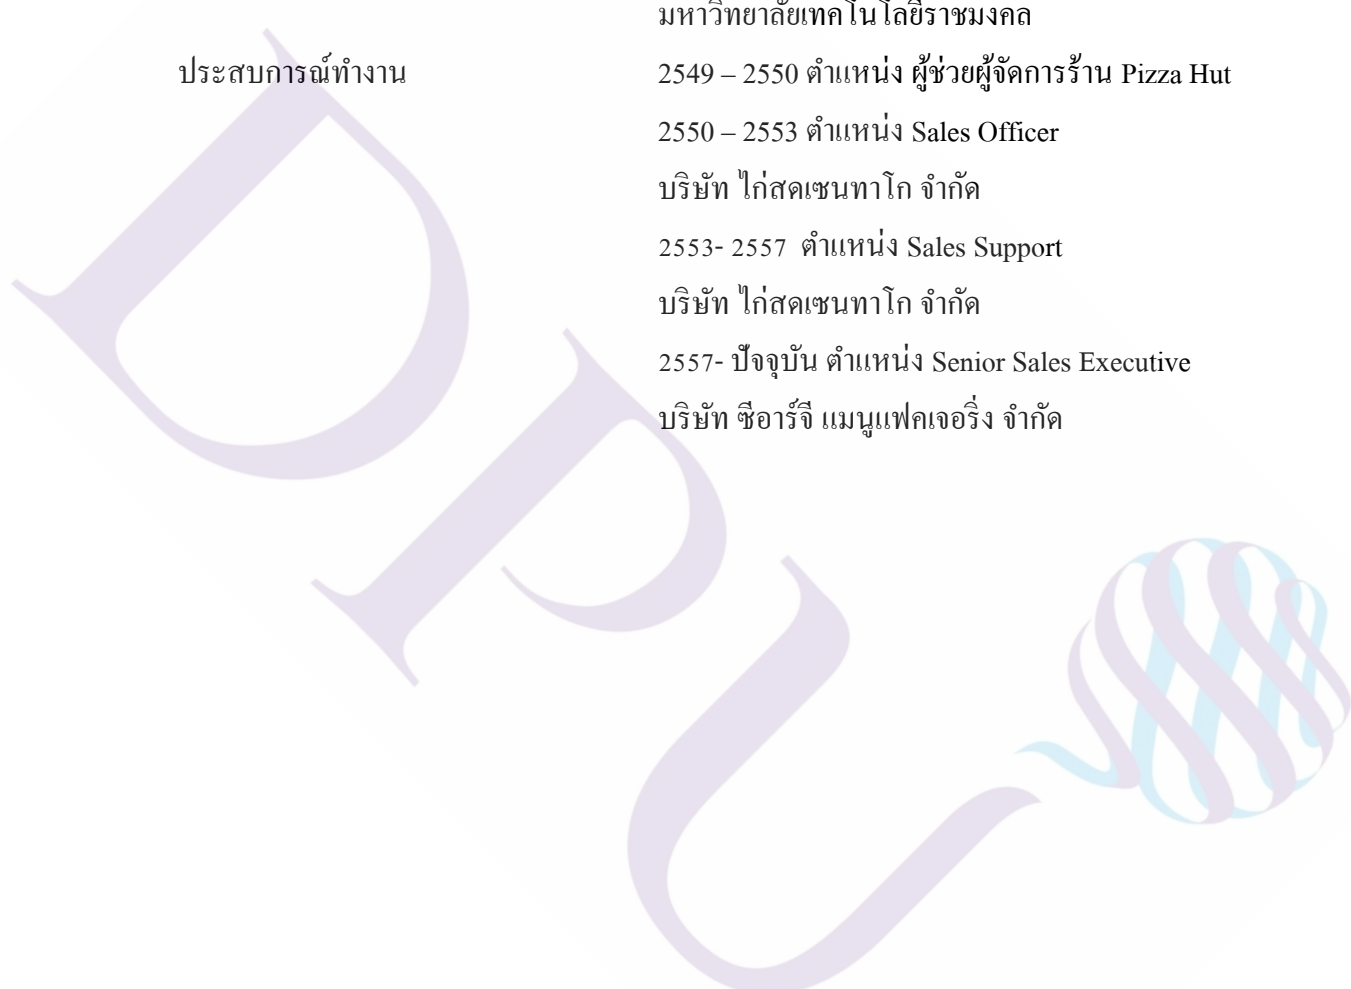 มหาวิทยาลัยเทคโนโลยีราชมงคล
ประสบการณ์ทำงาน 2549 – 2550 ตำแหน่ง ผู้ช่วยผู้จัดการร้าน Pizza Hut
2550 – 2553 ตำแหน่ง Sales Officer
บริษัท ไก่สดเซนทาโก จำกัด
2553- 2557 ตำแหน่ง Sales Support
บริษัท ไก่สดเซนทาโก จำกัด
2557- ปัจจุบัน ตำแหน่ง Senior Sales Executive
บริษัท ซีอาร์จี แมนูแฟคเจอริ่ง จำกัด
DPU